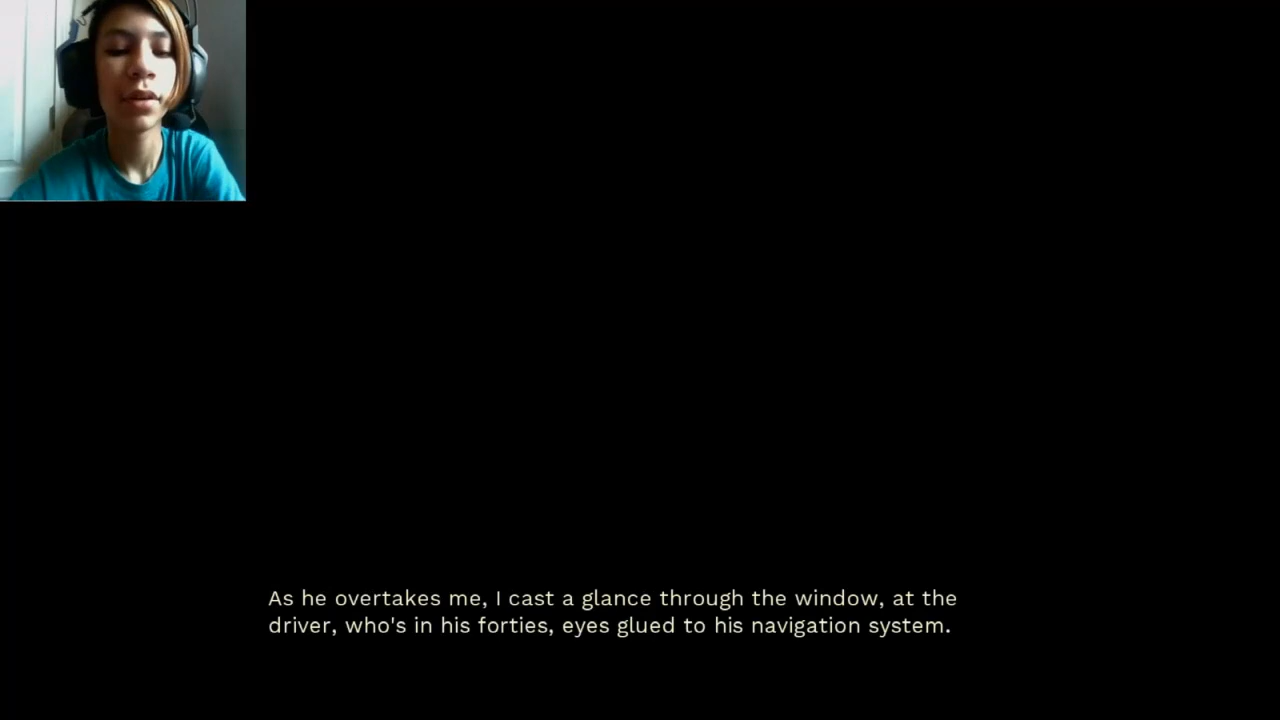 As he overtakes me, I cast a glance through the window, at the
driver, who's in his forties, eyes glued to his navigation system.